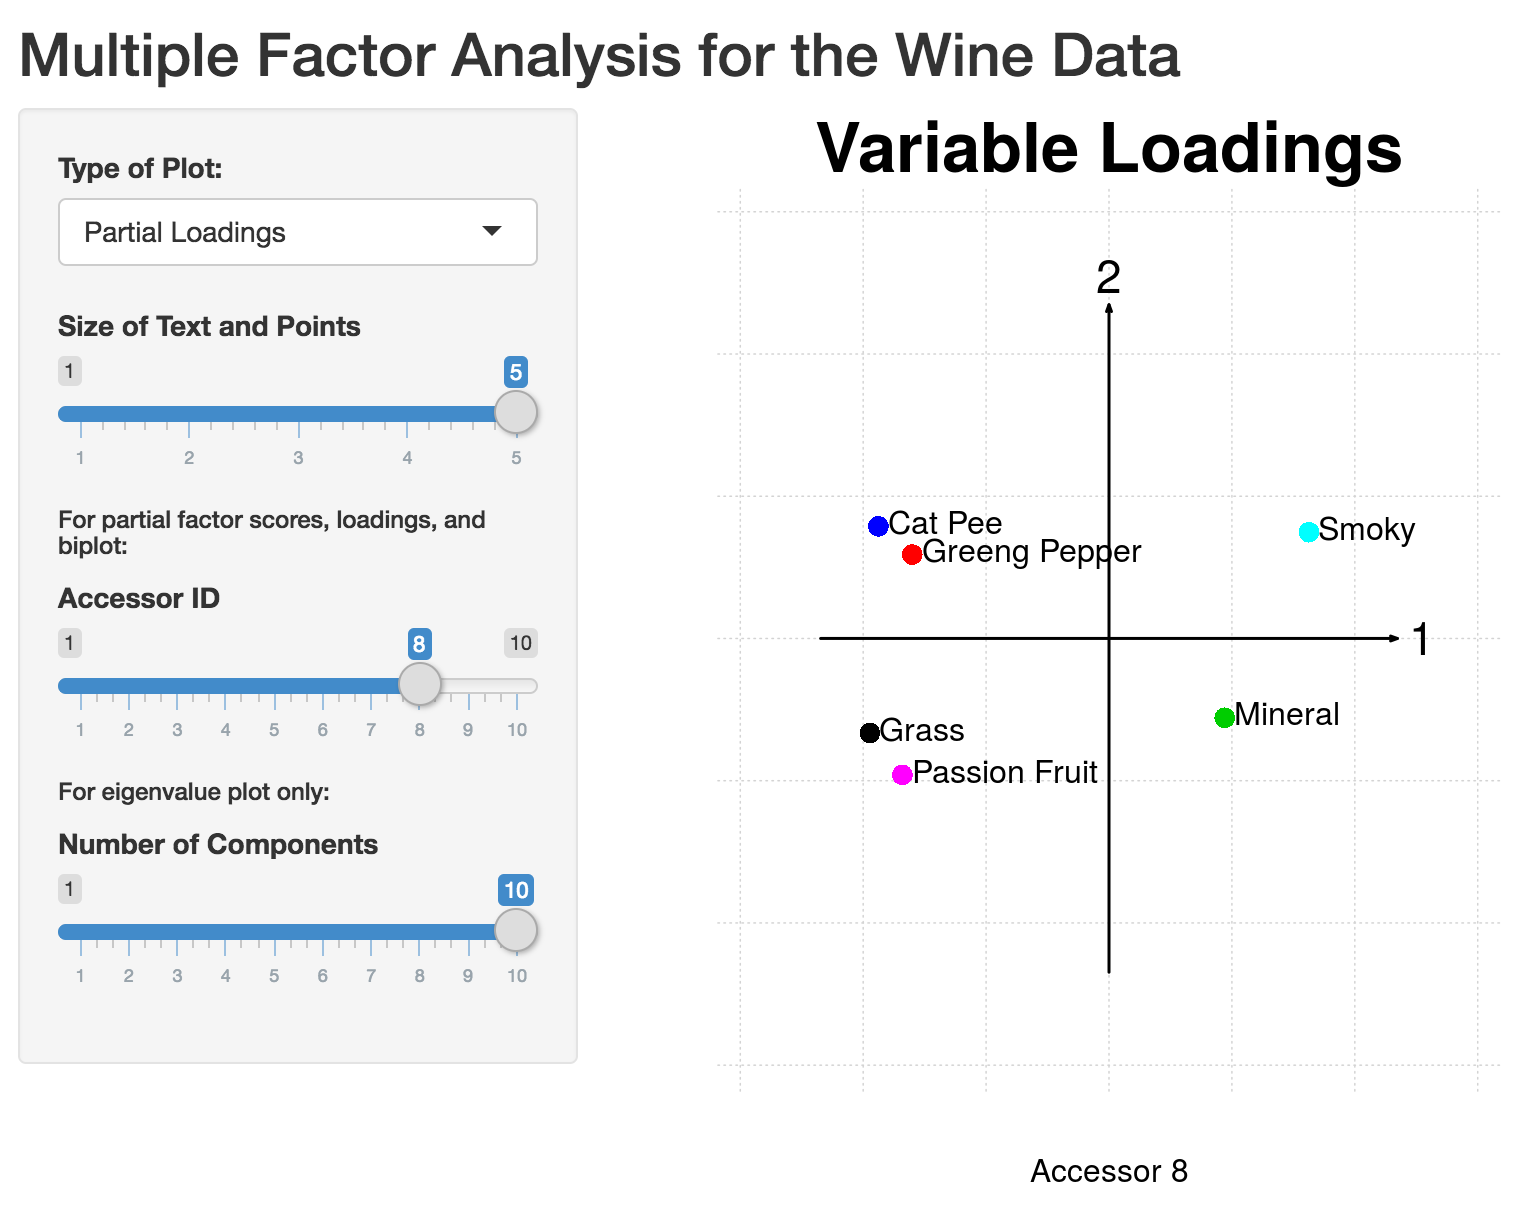 Multiple Factor Analysis for the Wine Data
Type of Plot:
Partial Loadings
Size of Text and Points
1 5
1 2 3 4 5
For partial factor scores, loadings, and
biplot:
Accessor ID
1 8 10
1 2 3 4 5 6 7 8 9 10
For eigenvalue plot only:
Number of Components
1 10
1 2 3 4 5 6 7 8 9 10
Variable Loadings
2
Cat Pee
Smoky
Greeng Pepper
1
Mineral
Grass
Passion Fruit
Accessor 8